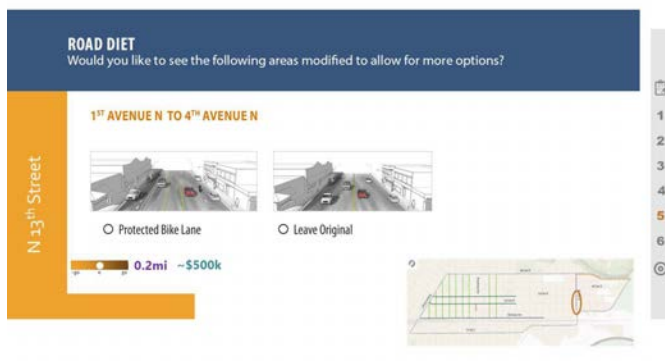 ROAD DIET
Would you like to see the following areas modified to allow for more options?
1ST AVENUE N TO 4TH AVENUE N
N 13th Street
Protected Bike Lane
Leave Original
0.2mi ~$500k
1
2
3
4
5
6